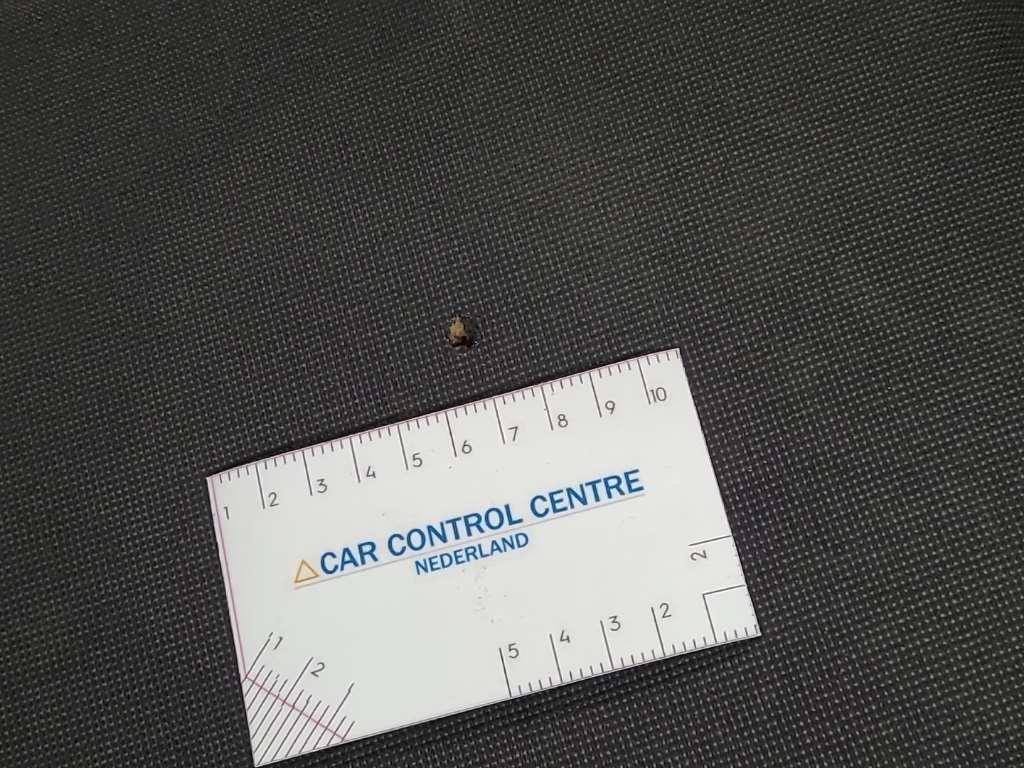 1 2 3 4 5 6 7 8 9 10
CAR CONTROL CENTRE
NEDERLAND
2
1 2
5 4 3 2